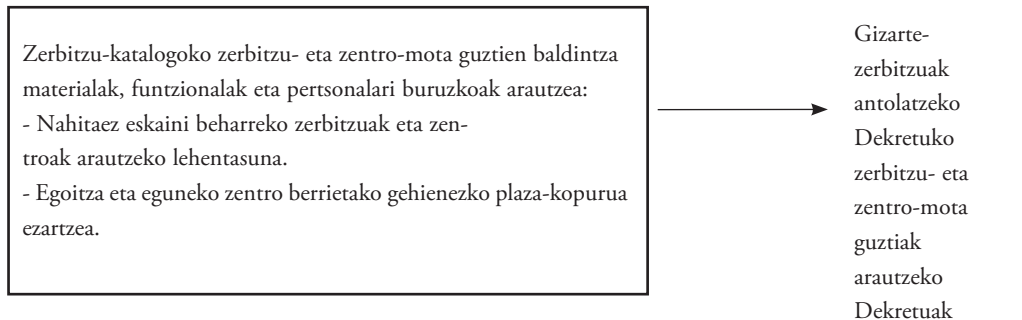 Zerbitzu-katalogoko zerbitzu- eta zentro-mota guztien baldintza
materialak, funtzionalak eta pertsonalari buruzkoak arautzea:
- Nahitaez eskaini beharreko zerbitzuak eta zen-
troak arautzeko lehentasuna.
- Egoitza eta eguneko zentro berrietako gehienezko plaza-kopurua
ezartzea.
Gizarte-
zerbitzuak
antolatzeko
Dekretuko
zerbitzu- eta
zentro-mota
guztiak
arautzeko
Dekretuak